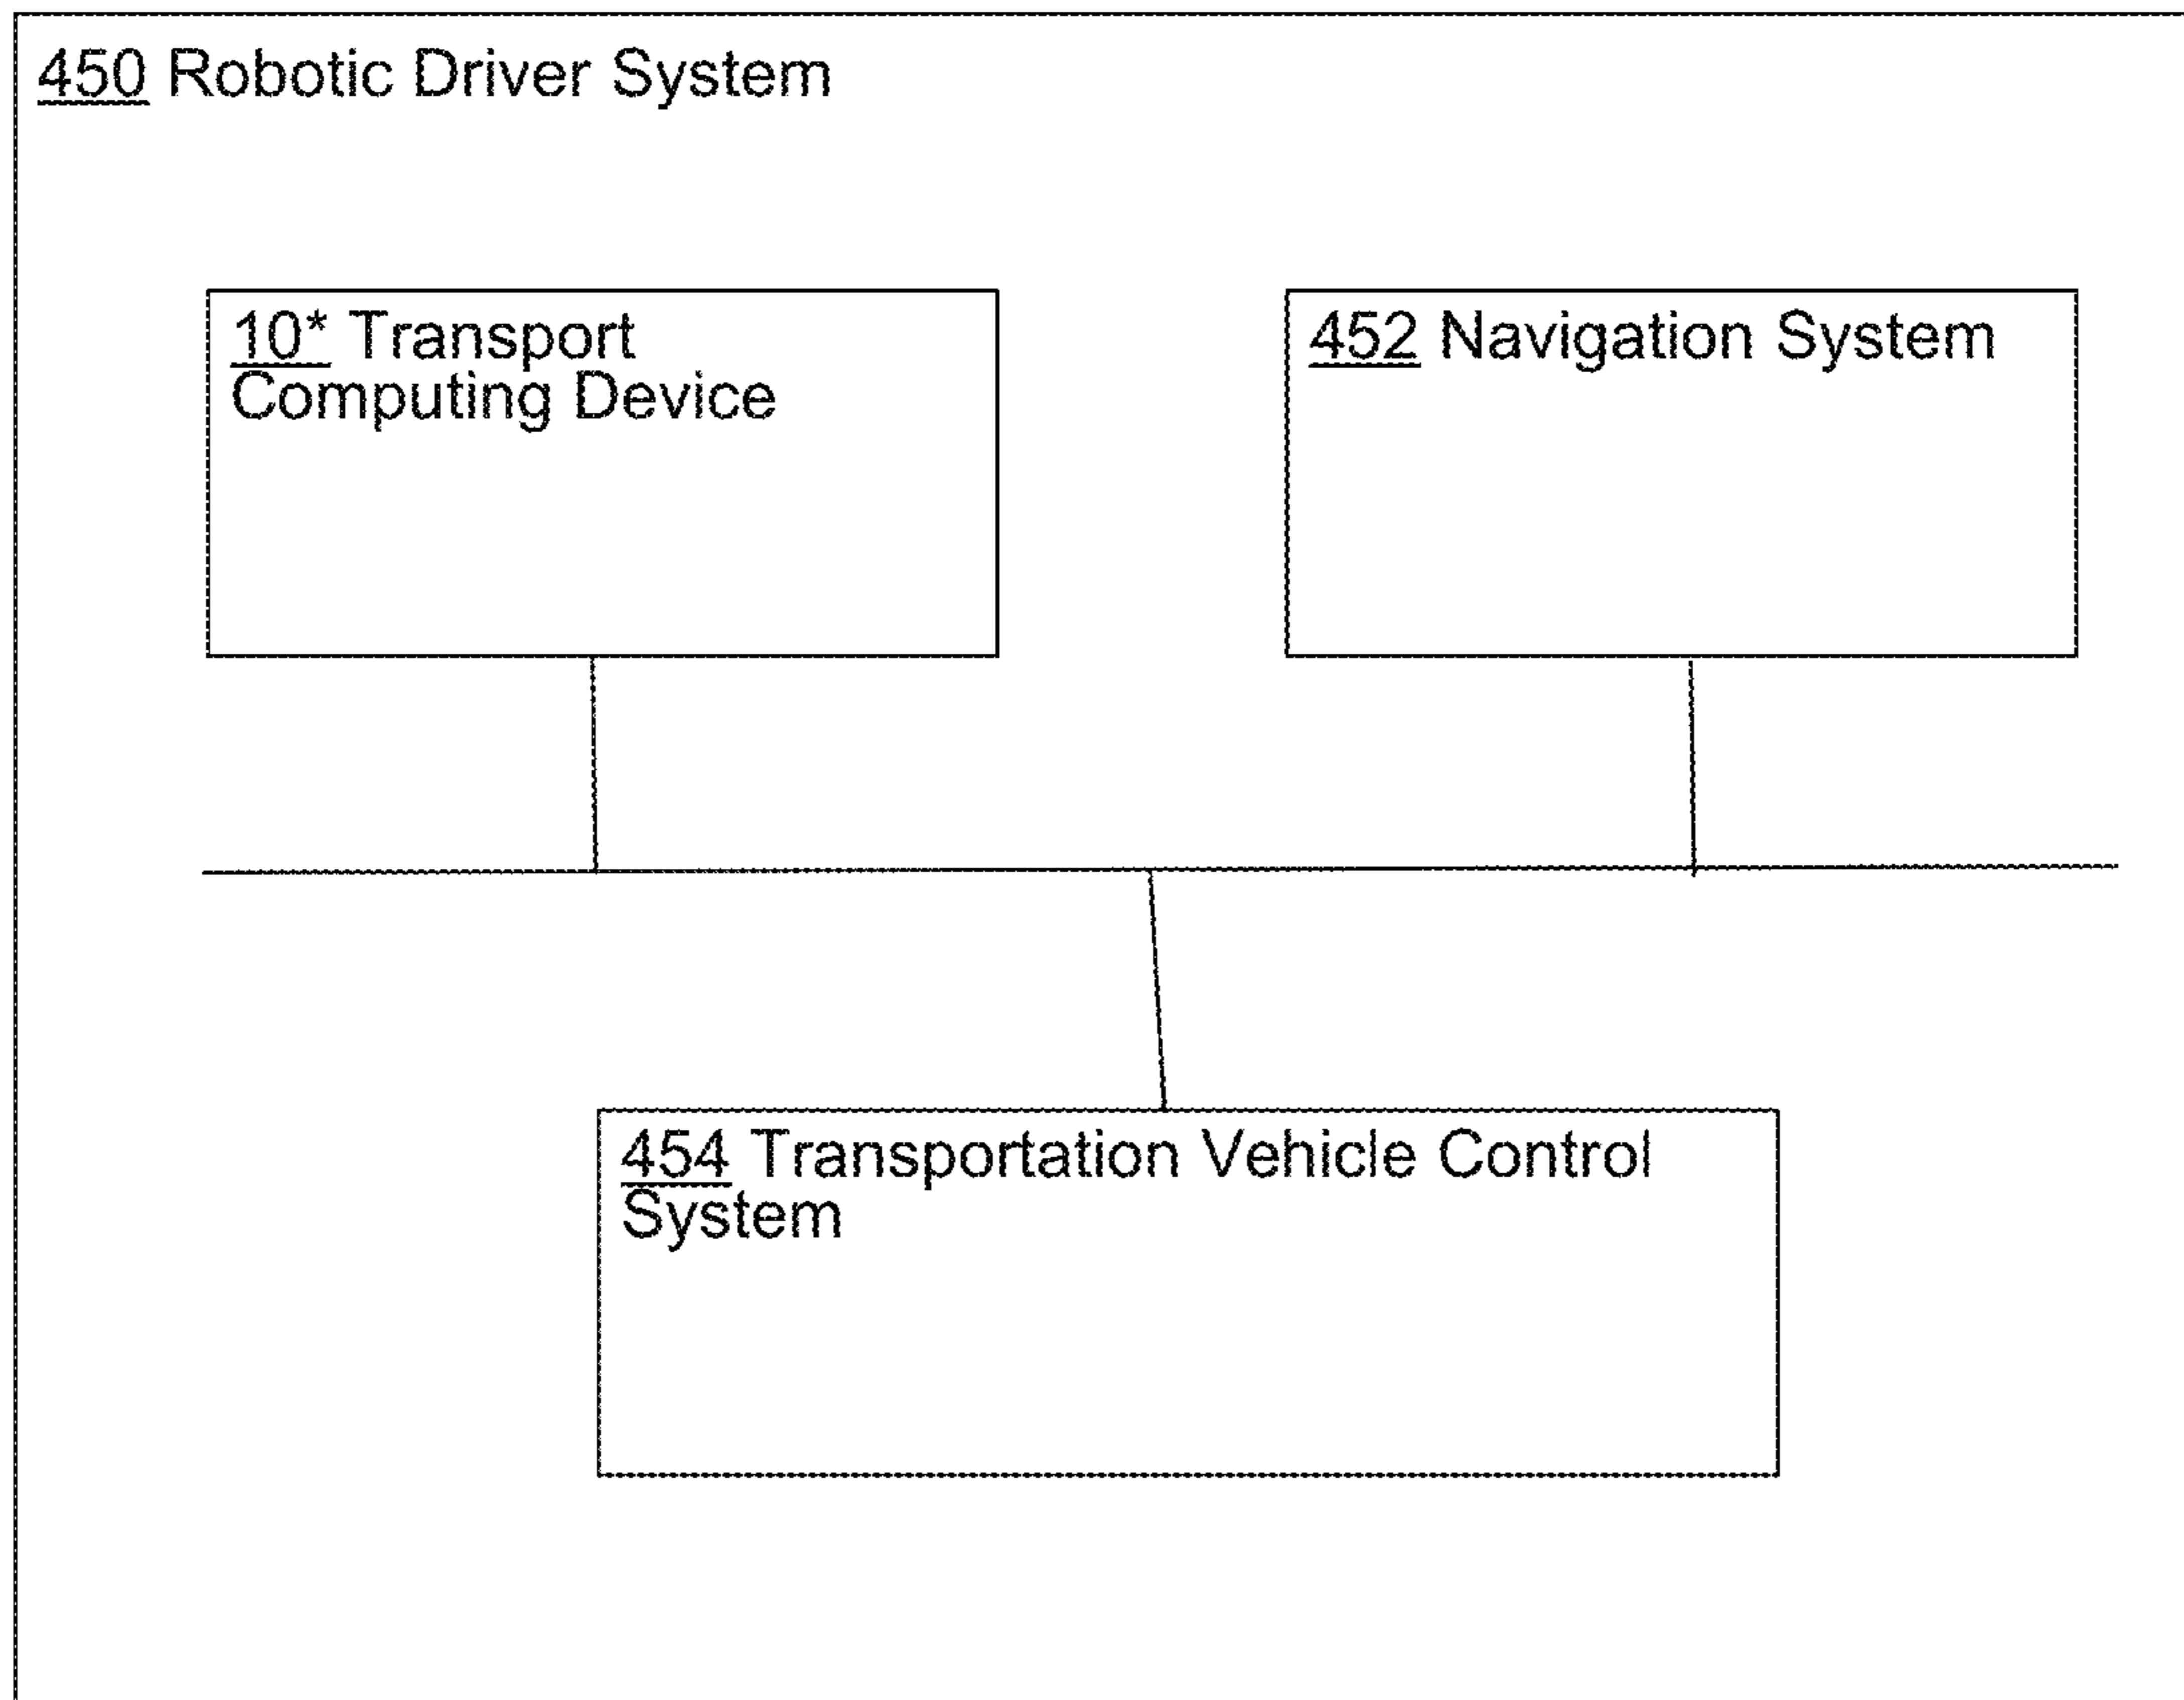 450 Robotic Driver System
10* Transport
Computing Device
452 Navigation System
454 Transportation Vehicle Control
System